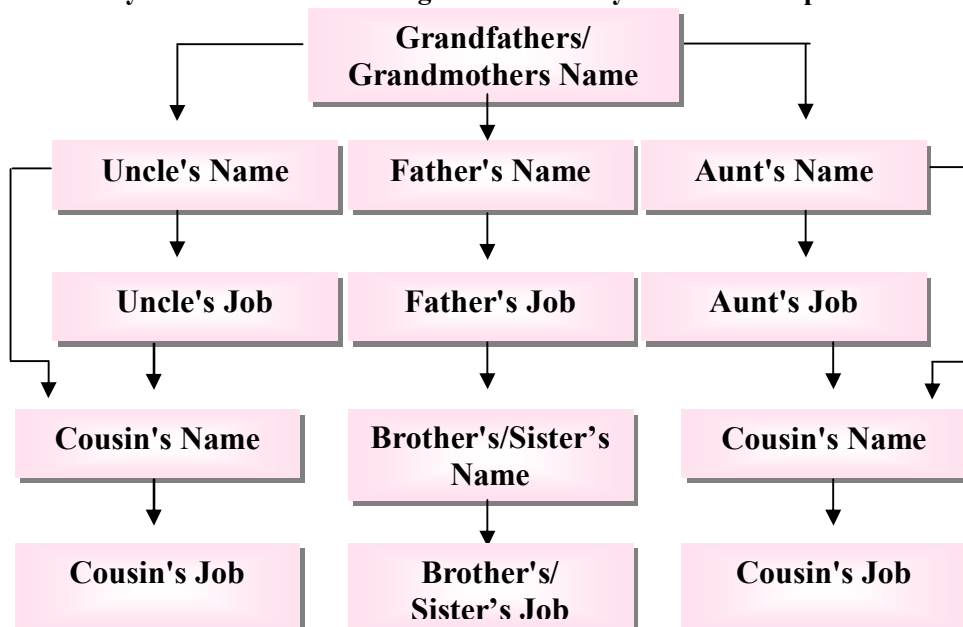 Grandfathers/
Grandmothers Name
Uncle's Name
Father's Name
Aunt's Name
Uncle's Job
Father's Job
Aunt's Job
Cousin's Name
Brother's/Sister’s
Name
Cousin's Name
Cousin's Job
Brother's/
Sister’s Job
Cousin's Job